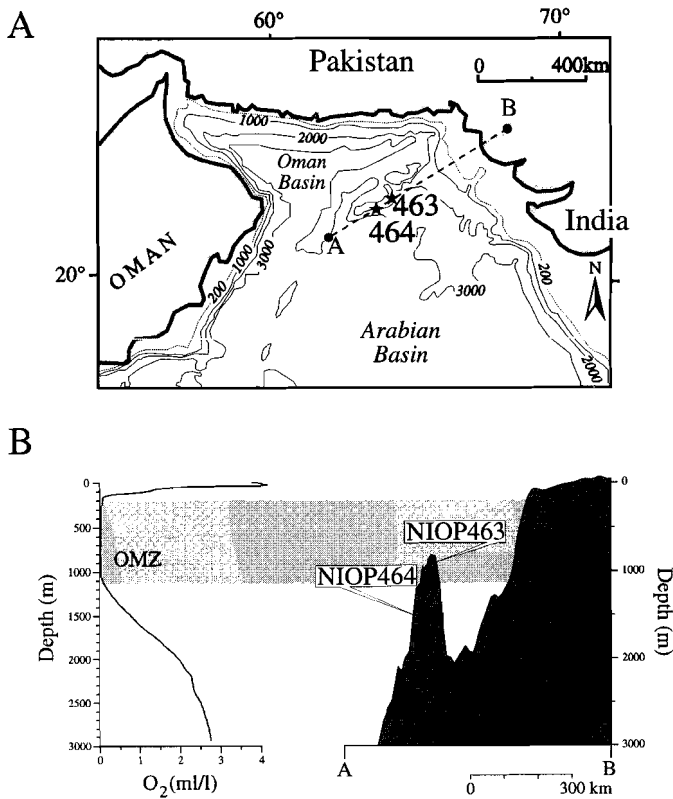 A
60°
70°
Pakistan
0 400km
B
1000
2000
Oman
Basin
463
464
A
India
OMAN
3000
1000
200
200
N
20°
3000
Arabian
Basin
2000
B
0
0
500
NIOP463
OMZ
1000
1000
NIOP464
Depth (m)
Depth (m)
1500
2000
2000
2500
3000
3000
0 1 2 3 4
A
B
O2(ml/l)
0 300 km